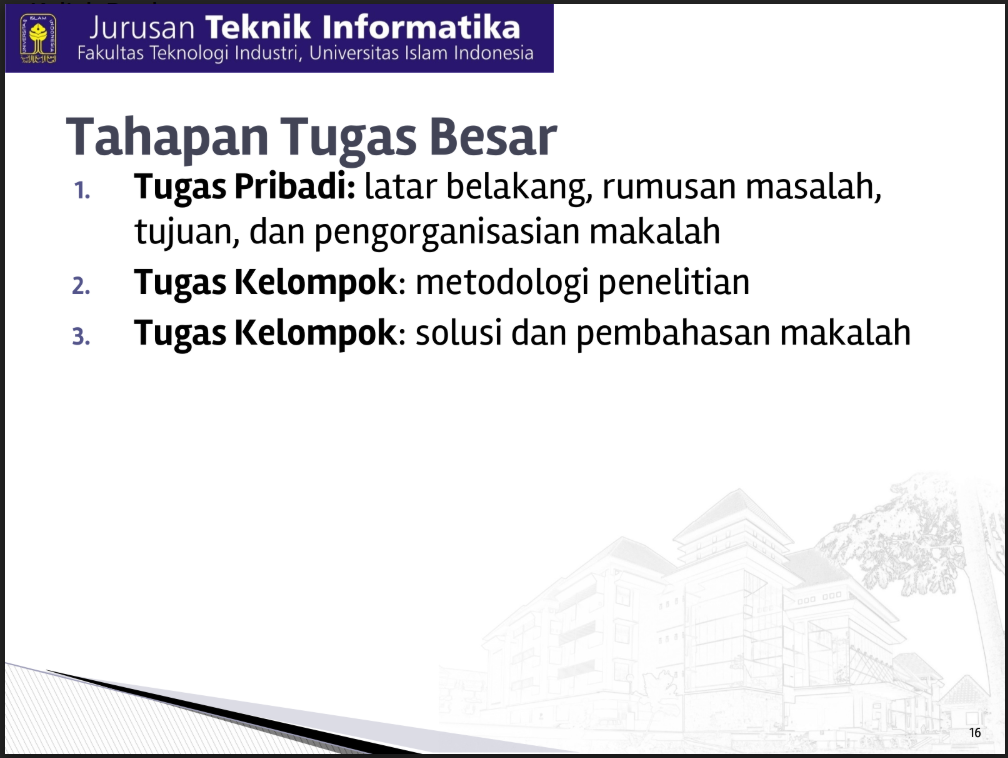 Jurusan Teknik Informatika
Fakultas Teknologi Industri, Universitas Islam Indonesia
Tahapan Tugas Besar
1. Tugas Pribadi: latar belakang, rumusan masalah,
tujuan, dan pengorganisasian makalah
2. Tugas Kelompok: metodologi penelitian
3. Tugas Kelompok: solusi dan pembahasan makalah
16